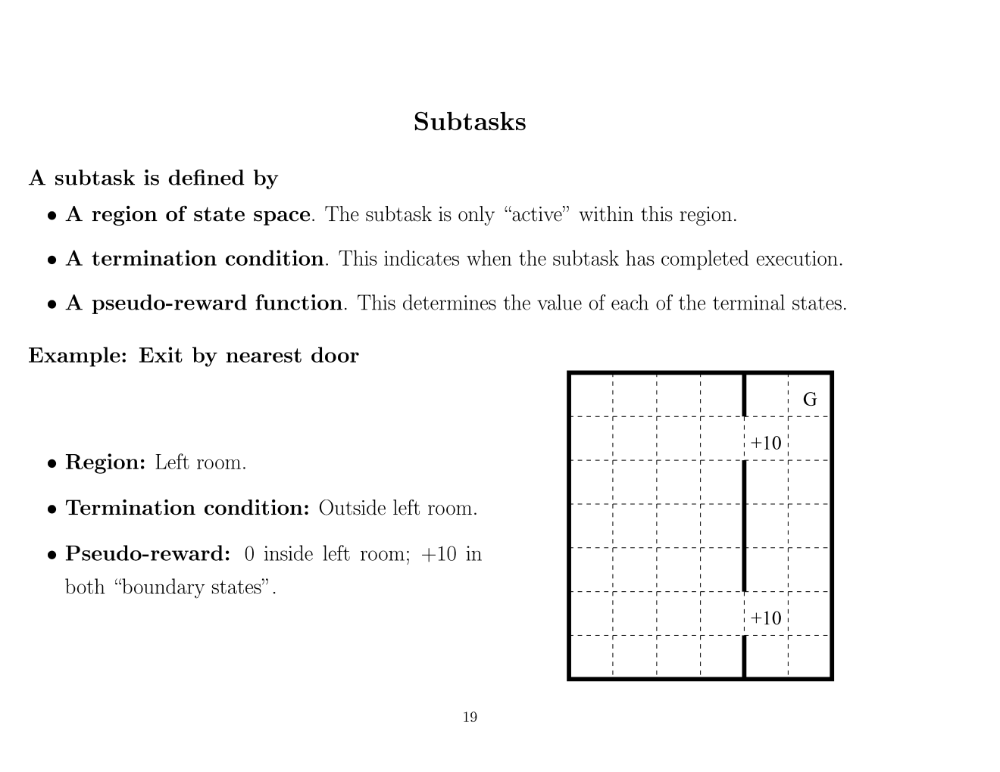 Subtasks
A subtask is defined by
• A region of state space. The subtask is only “active” within this region.
• A termination condition. This indicates when the subtask has completed execution.
• A pseudo-reward function. This determines the value of each of the terminal states.
Example: Exit by nearest door
• Region: Left room.
• Termination condition: Outside left room.
• Pseudo-reward: 0 inside left room; +10 in
both “boundary states”.
G
+10
+10
19